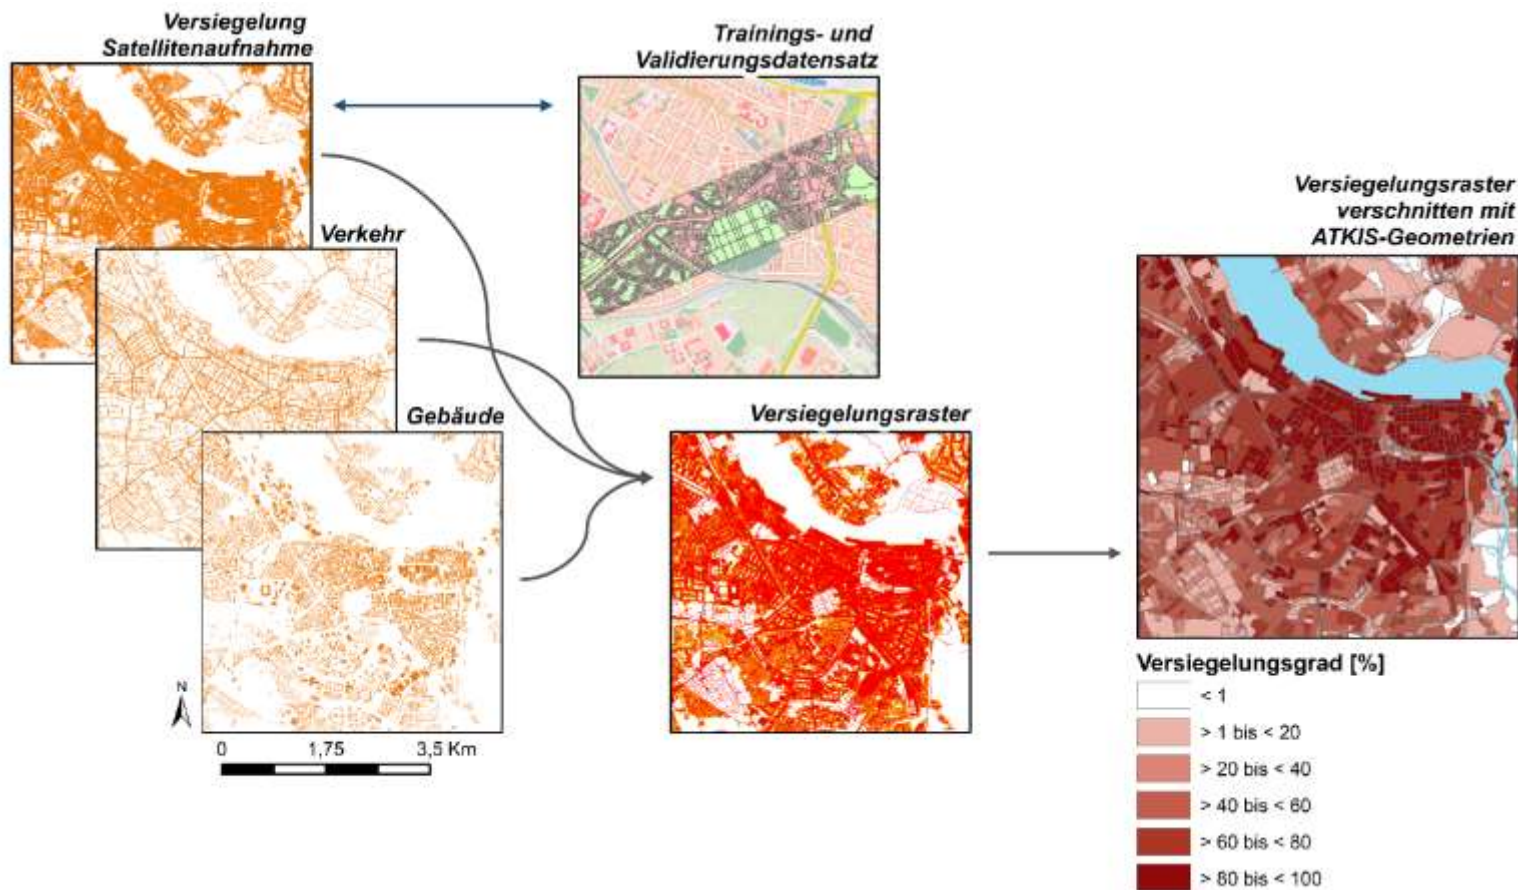 Versiegelung
Satellitenaufnahme
Trainings- und
Validierungsdatensatz
Verkehr
Gebäude
Versiegelungsraster
Versiegelungsraster
verschnitten mit
ATKIS-Geometrien
N
0 1,75 3,5 Km
Versiegelungsgrad [%]
< 1
> 1 bis < 20
> 20 bis < 40
> 40 bis < 60
> 60 bis < 80
> 80 bis < 100